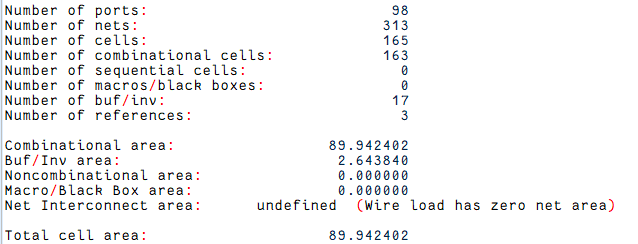 Number of ports: 98
Number of nets: 313
Number of cells: 165
Number of combinational cells: 163
Number of sequential cells: 0
Number of macros/black boxes: 0
Number of buf/inv: 17
Number of references: 3
Combinational area: 89.942402
Buf/Inv area: 2.643840
Noncombinational area: 0.000000
Macro/Black Box area: 0.000000
Net Interconnect area: undefined (Wire load has zero net area)
Total cell area: 89.942402